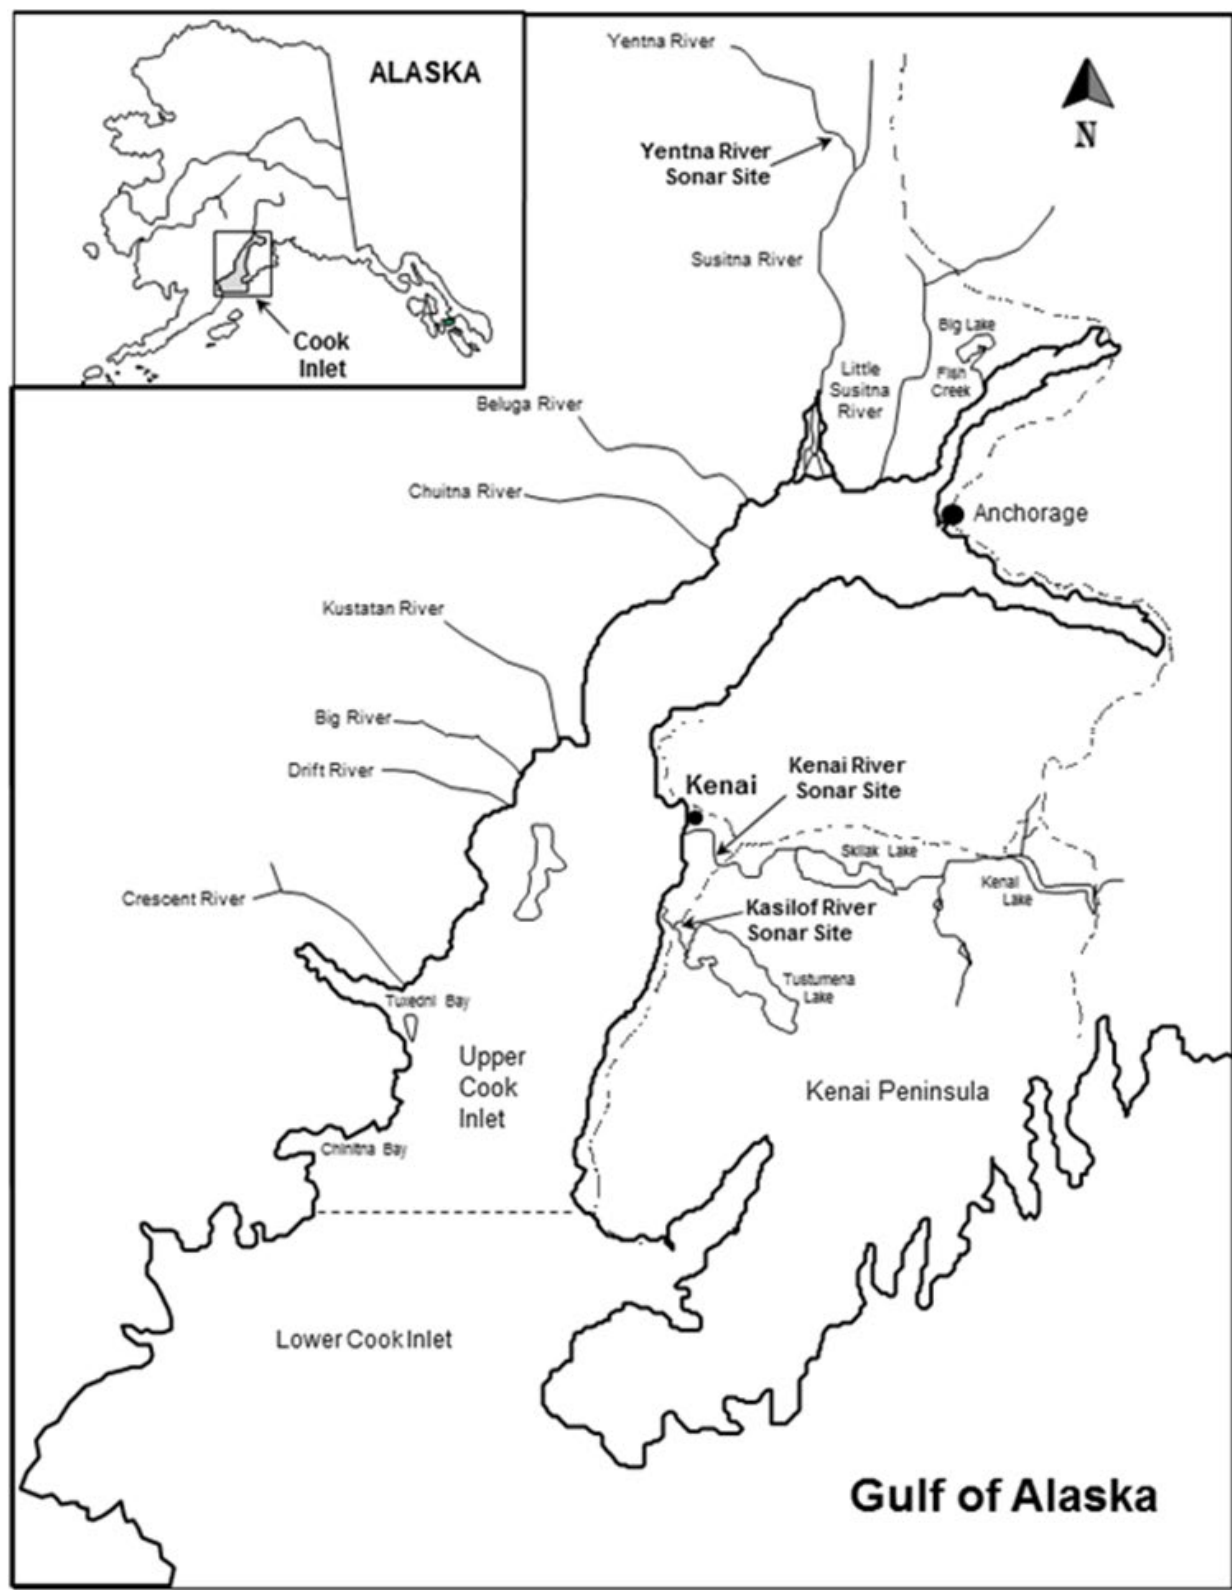 ALASKA
Cook
Inlet
Yentna River
N
Yentna River
Sonar Site
Susitna River
Big Lake
Little
Susitna
River
Fish
Creek
Beluga River
Chuitna River
Anchorage
Kustatan River
Big River
Drift River
Kenai
Kenai River
Sonar Site
Skilak Lake
Kenai
Lake
Crescent River
Kasilof River
Sonar Site
Tustumena
Lake
Tuxedni Bay
Upper
Cook
Inlet
Kenai Peninsula
Chinitna Bay
Lower Cook Inlet
Gulf of Alaska